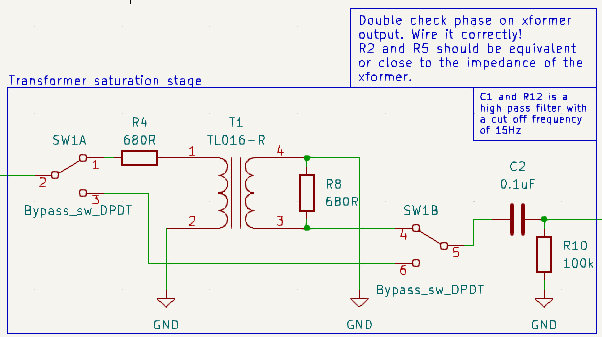 Double check phase on xformer
output. Wire it correctly!
R2 and R5 should be equivalent
or close to the impedance of the
xformer.
Transformer saturation stage
C1 and R12 is a
high pass filter with
a cut off frequency
of 15Hz
R4
680R
T1
TL016-R
SW1A
1
2
3
Bypass_sw_DPDT
1
2
4
3
R8
680R
SW1B
4
5
6
Bypass_sw_DPDT
C2
0.1uF
R10
100k
GND
GND
GND